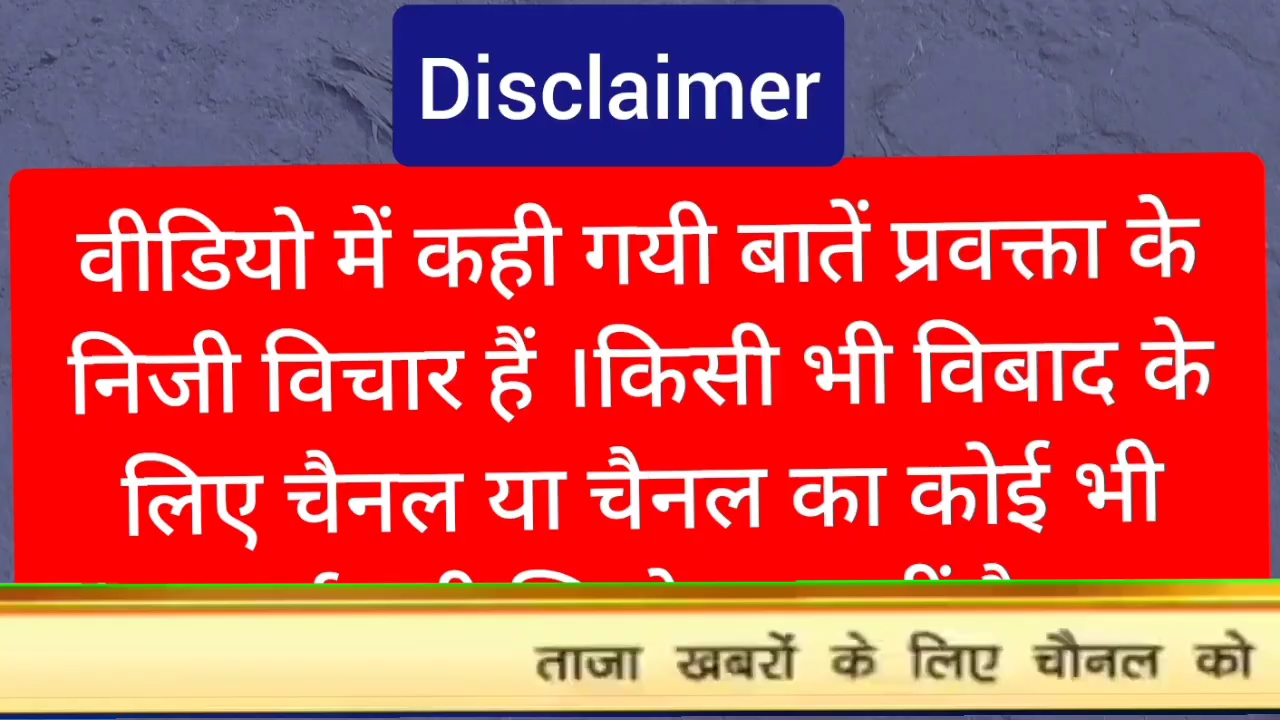 Disclaimer
वीडियो में कही गयी बातें प्रवक्ता के
निजी विचार हैं ।किसी भी विबाद के
लिए चैनल या चैनल का कोई भी
ताजा खबरों के लिए चौनल को